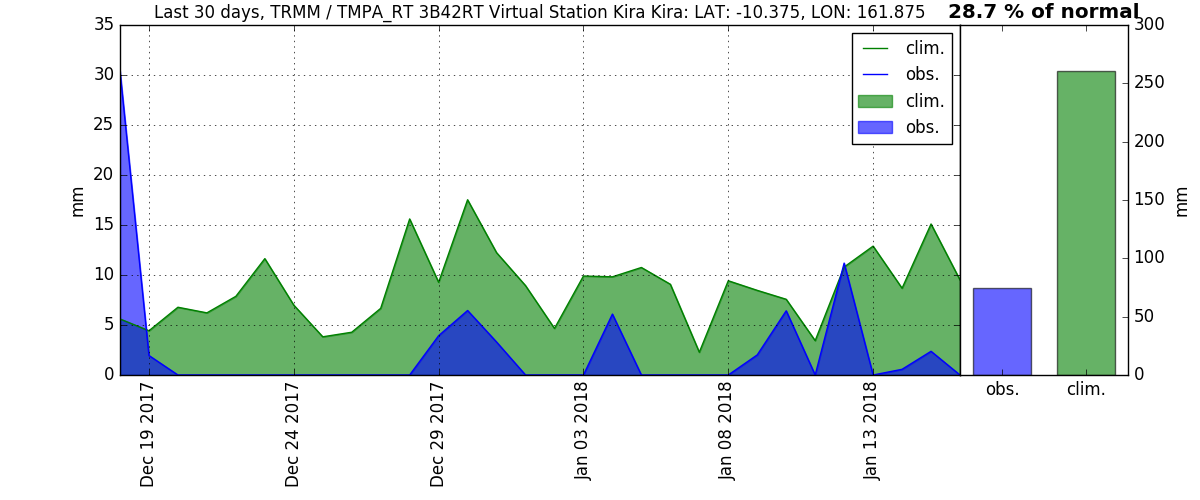 Last 30 days, TRMM / TMPA_RT 3B42RT Virtual Station Kira Kira: LAT: -10.375, LON: 161.875
28.7 % of normal
35
30
25
20
15
10
5
0
mm
clim.
obs.
clim.
obs.
300
250
200
150
100
50
0
mm
obs.
clim.
Dec 19 2017
Dec 24 2017
Dec 29 2017
Jan 03 2018
Jan 08 2018
Jan 13 2018